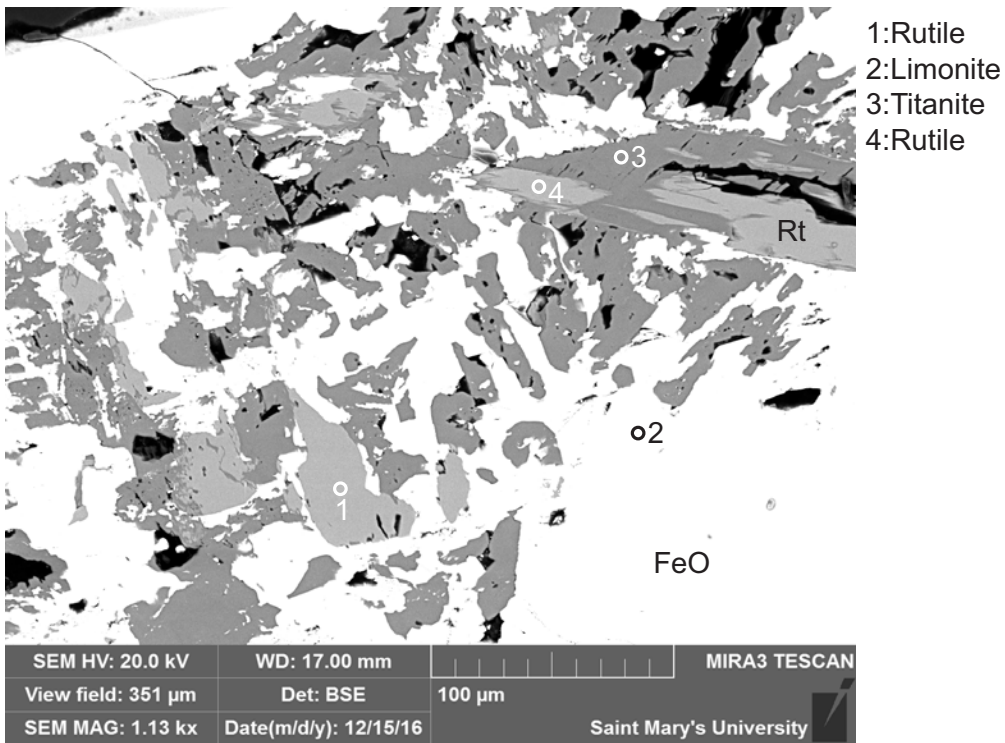 1:Rutile
2:Limonite
3:Titanite
4:Rutile
3
4
Rt
2
1
FeO
SEM HV: 20.0 kV
WD: 17.00 mm
MIRA3 TESCAN
View field: 351 µm
Det: BSE
100 µm
SEM MAG: 1.13 kx
Date(m/d/y): 12/15/16
Saint Mary's University